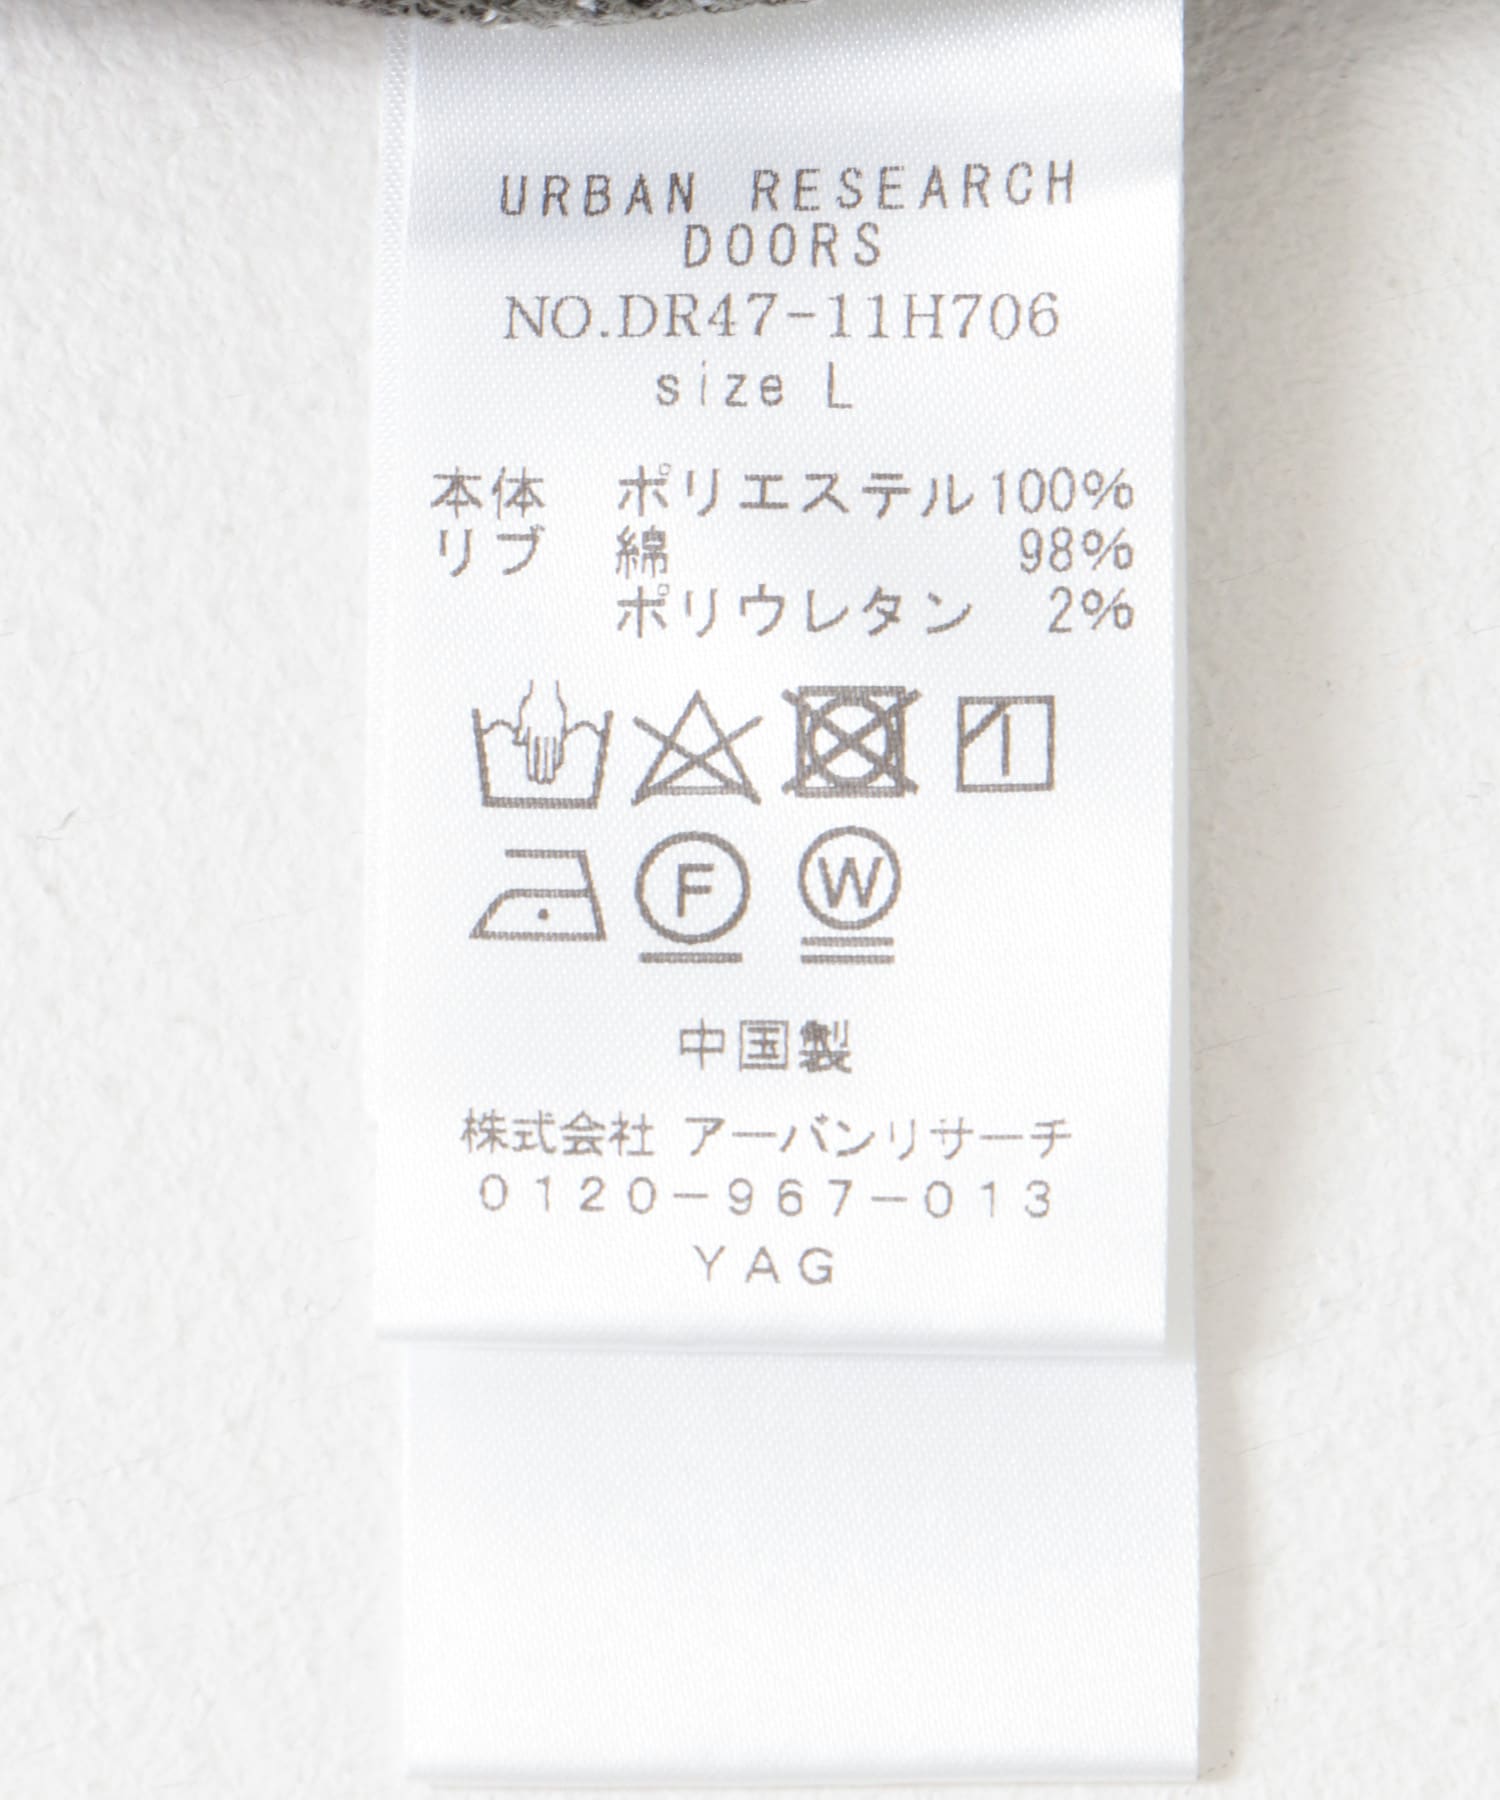 URBAN RESEARCH
DOORS
NO.DR47-11H706
size L
本体 ポリエステル100%
リブ 綿 98%
ポリウレタン 2%
F W
中国製
株式会社 アーバンリサーチ
0120-967-013
YAG